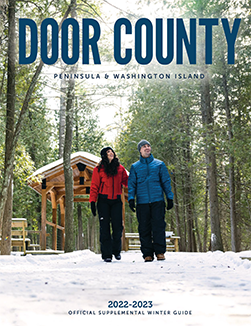 DOOR COUNTY
PENINSULA & WASHINGTON ISLAND
2022-2023
OFFICIAL SUPPLEMENTAL WINTER GUIDE